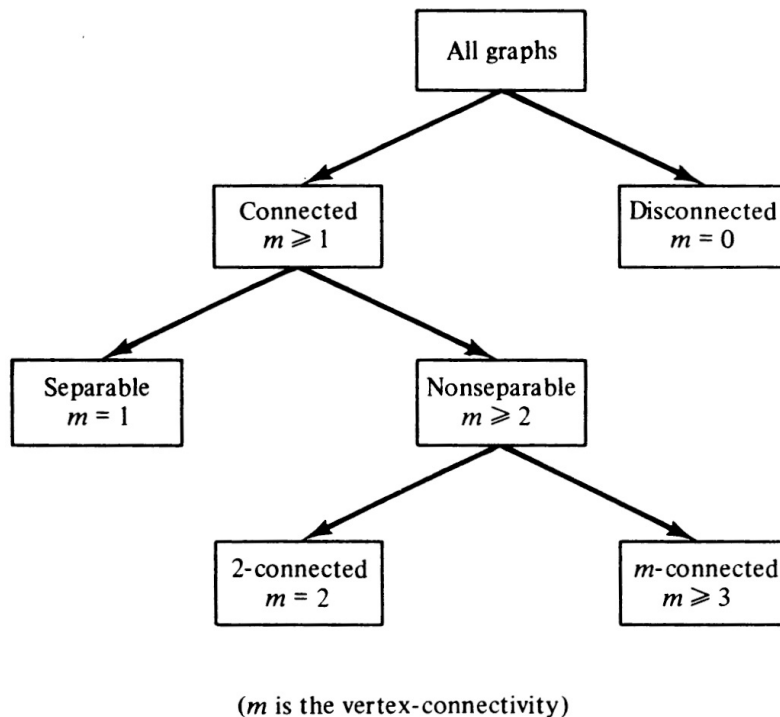 All graphs
Connected
m ⩾ 1
Disconnected
m = 0
Separable
m = 1
Nonseparable
m ⩾ 2
2-connected
m = 2
m-connected
m ⩾ 3
(m is the vertex-connectivity)